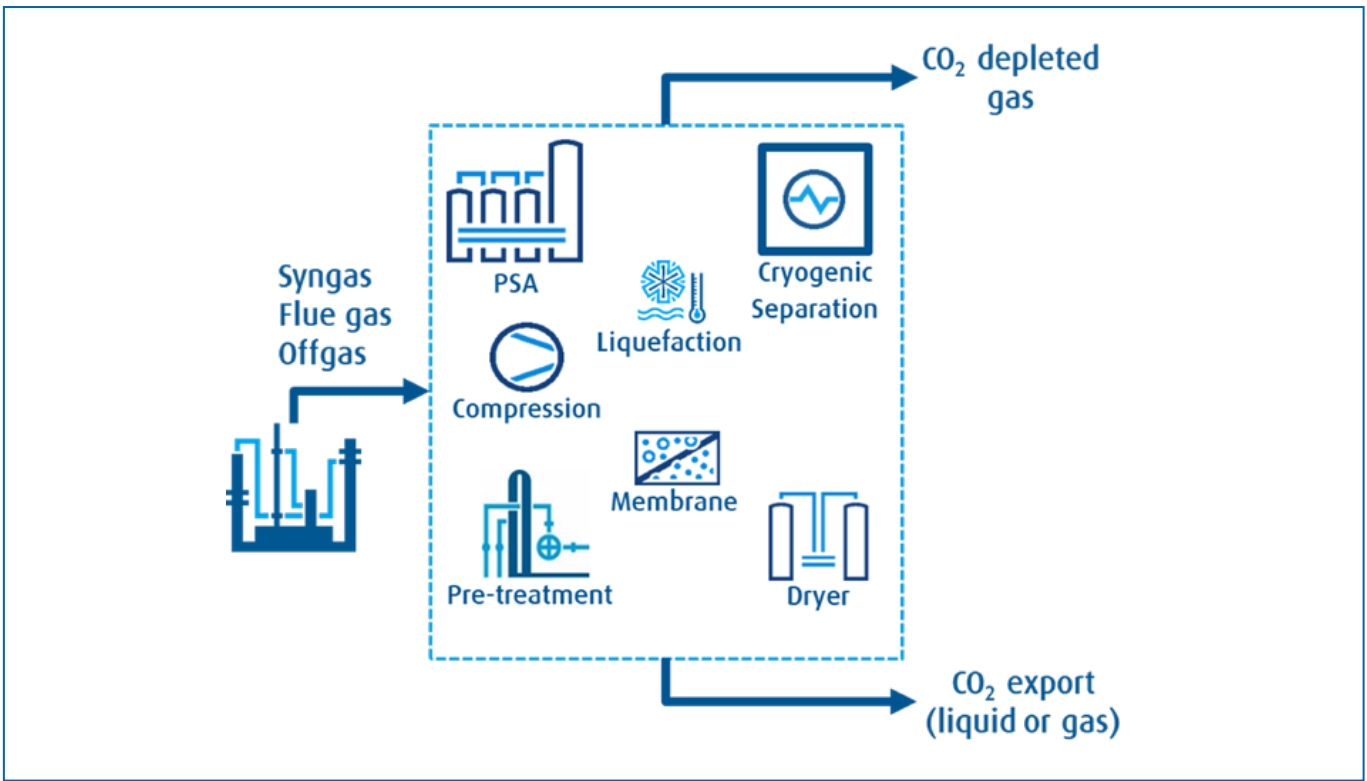 CO₂ depleted
gas
PSA
Cryogenic
Separation
Liquefaction
Syngas
Flue gas
Offgas
Compression
Membrane
Pre-treatment
Dryer
CO₂ export
(liquid or gas)